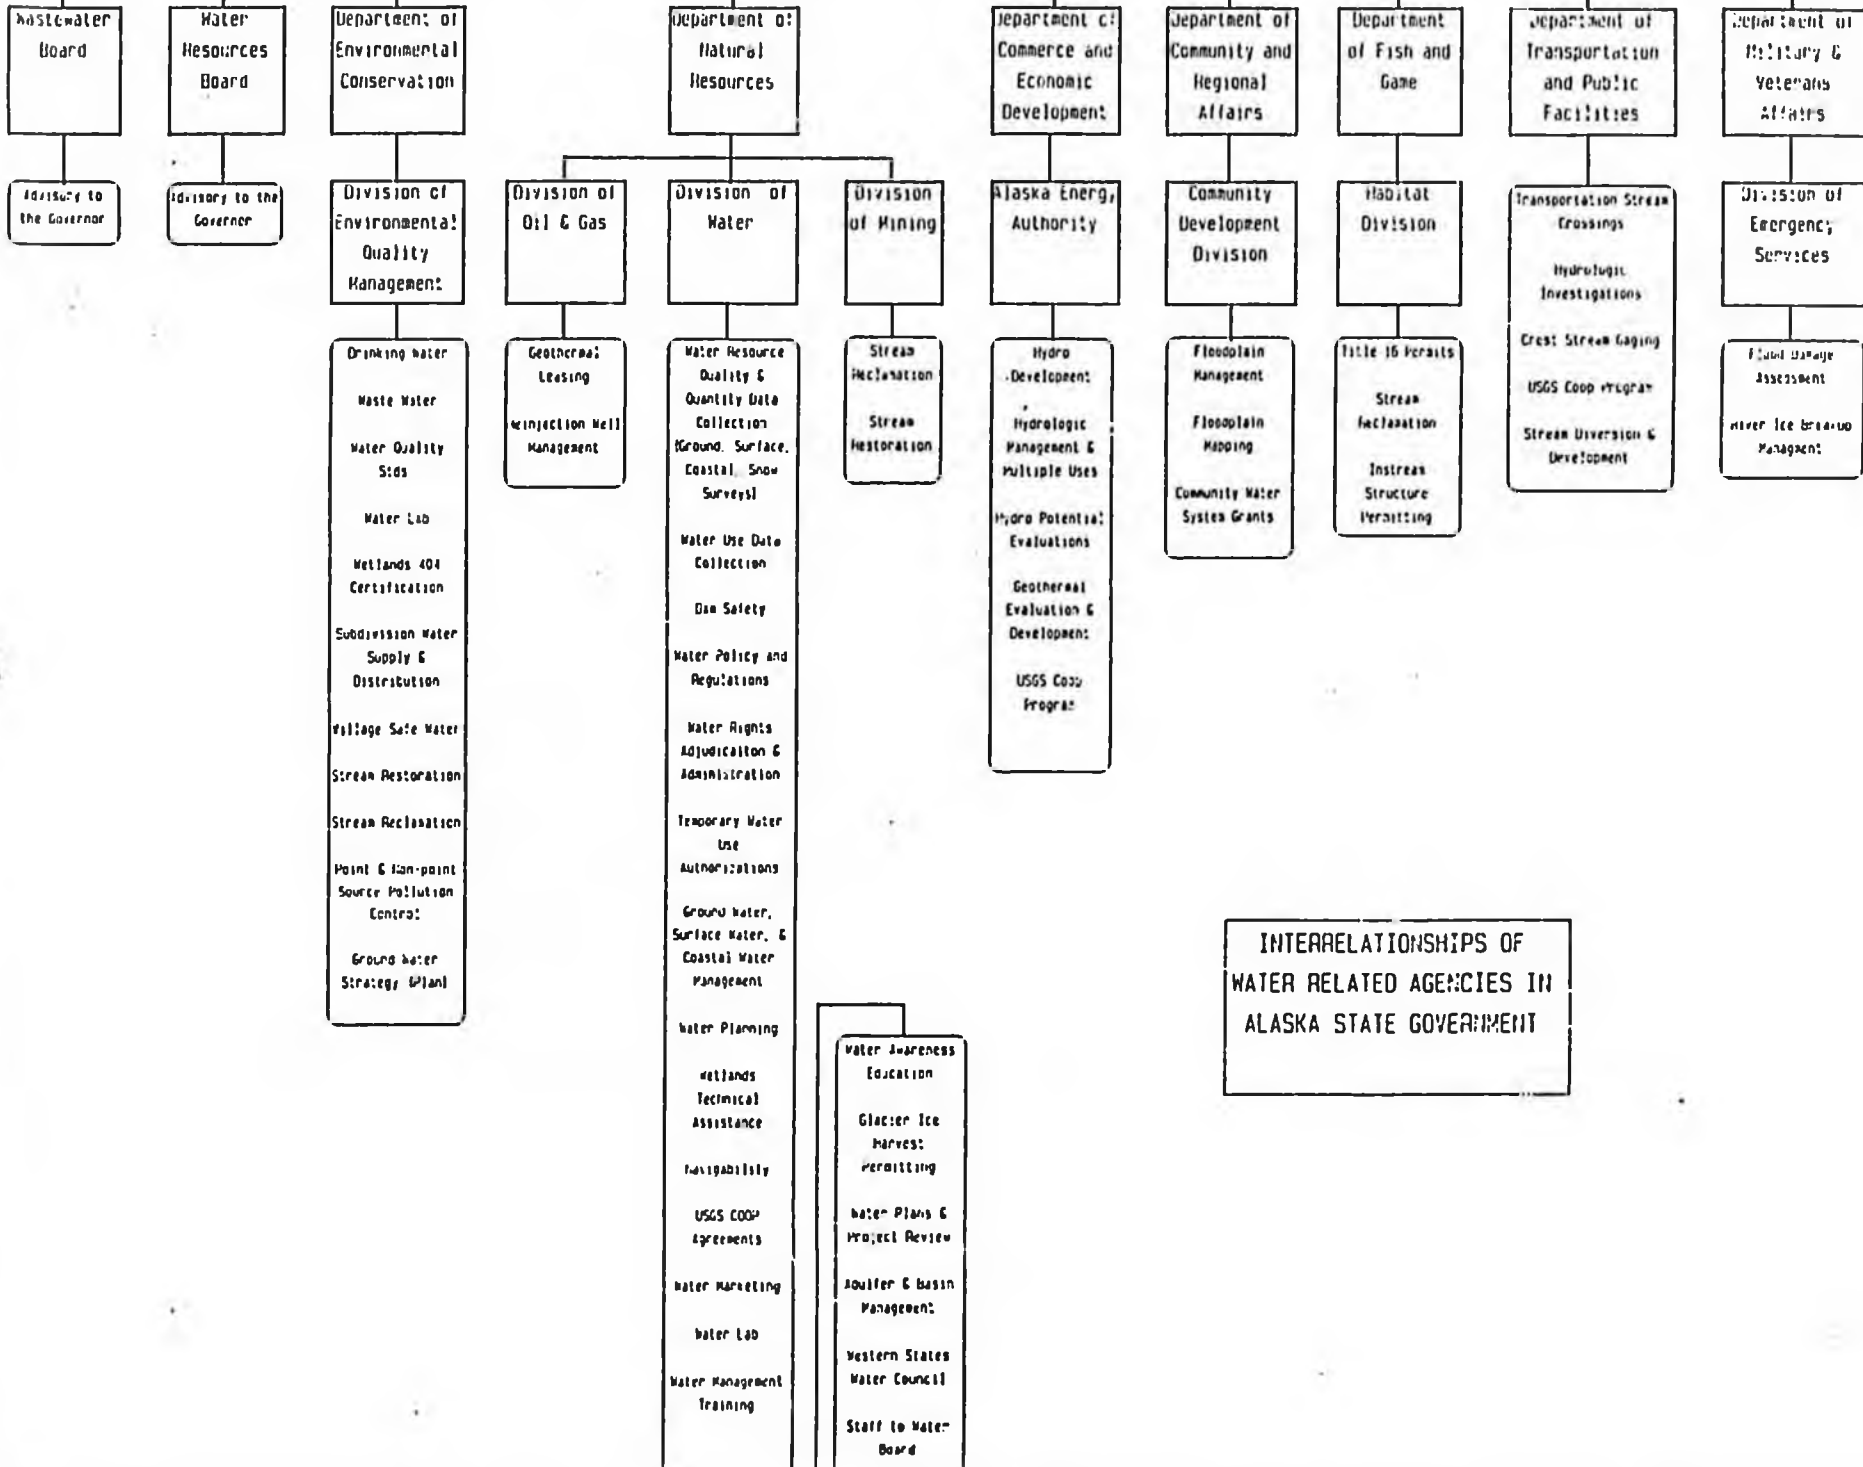 Wastewater
Board
Water
Resources
Board
Department of
Environmental
Conservation
Department of
Natural
Resources
Department of
Commerce and
Economic
Development
Department of
Community and
Regional
Affairs
Department
of Fish and
Game
Department of
Transportation
and Public
Facilities
Department of
Military &
Veterans
Affairs
Advisory to
the Governor
Advisory to the
Governor
Division of
Environmental
Quality
Management
Division of
Oil & Gas
Division of
Water
Division
of Mining
Alaska Energy
Authority
Community
Development
Division
Habitat
Division
Transportation Stream
Crossings
Hydrologic
Investigations
Crest Stream Gaging
USGS Coop Program
Stream Diversion &
Development
Division of
Emergency
Services
Drinking Water
Waste Water
Water Quality
Stds
Water Lab
Wetlands 404
Certification
Subdivission Water
Supply &
Distribution
Village Safe Water
Stream Restoration
Stream Reclamation
Point & Non-point
Source Pollution
Control
Ground Water
Strategy (Plan)
Geothermal
Leasing
Reinjection Well
Management
Water Resource
Quality &
Quantity Data
Collection
(Ground, Surface,
Coastal, Snow
Surveys)
Water Use Data
Collection
Dam Safety
Water Policy and
Regulations
Water Rights
Adjudicaiton &
Administration
Temporary Water
Use
Authorizations
Ground Water,
Surface Water, &
Coastal Water
Management
Water Planning
Wetlands
Technical
Assistance
Navigability
USGS COOP
Agreements
Water Marketing
Water Lab
Water Management
Training
Stream
Reclamation
Stream
Restoration
Hydro
Development
Hydrologic
Management &
Multiple Uses
Hydro Potential
Evaluations
Geothermal
Evaluation &
Development
USGS Coop
Program
Floodplain
Management
Floodplain
Mapping
Community Water
System Grants
Title 16 Permits
Stream
Reclamation
Instream
Structure
Permitting
Flood Damage
Assessment
River Ice Breakup
Managment
Water Awareness
Education
Glacier Ice
Harvest
Permitting
Water Plans &
Project Review
Aquifer & Basin
Management
Western States
Water Council
Staff to Water
Board
INTERRELATIONSHIPS OF
WATER RELATED AGENCIES IN
ALASKA STATE GOVERNMENT